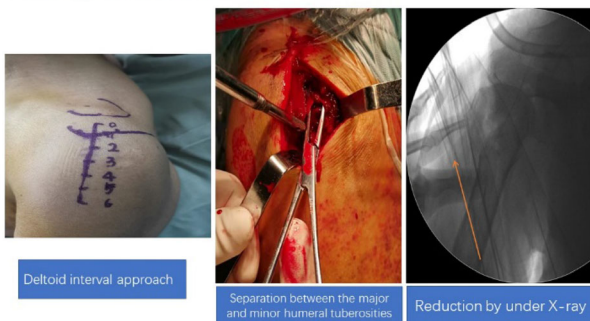 0
1
2
3
4
5
6
Deltoid interval approach
Separation between the major
and minor humeral tuberosities
Reduction by under X-ray